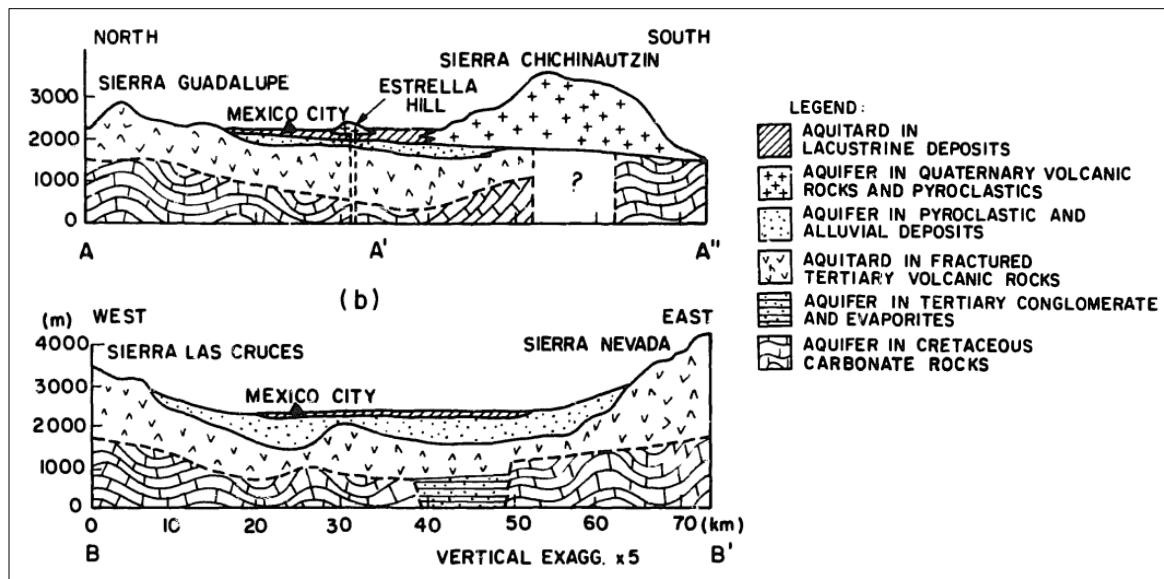 NORTH SOUTH
SIERRA CHICHINAUTZIN
SIERRA GUADALUPE ESTRELLA
HILL
MEXICO CITY
3000
2000
1000
0
?
A A' A"
(b)
(m) WEST EAST
4000
SIERRA LAS CRUCES SIERRA NEVADA
MEXICO CITY
3000
2000
1000
0
0 10 20 30 40 50 60 70 (km)
B VERTICAL EXAGG. x 5 B'
LEGEND:
AQUITARD IN
LACUSTRINE DEPOSITS
AQUIFER IN QUATERNARY VOLCANIC
ROCKS AND PYROCLASTICS
AQUIFER IN PYROCLASTIC AND
ALLUVIAL DEPOSITS
AQUITARD IN FRACTURED
TERTIARY VOLCANIC ROCKS
AQUIFER IN TERTIARY CONGLOMERATE
AND EVAPORITES
AQUIFER IN CRETACEOUS
CARBONATE ROCKS